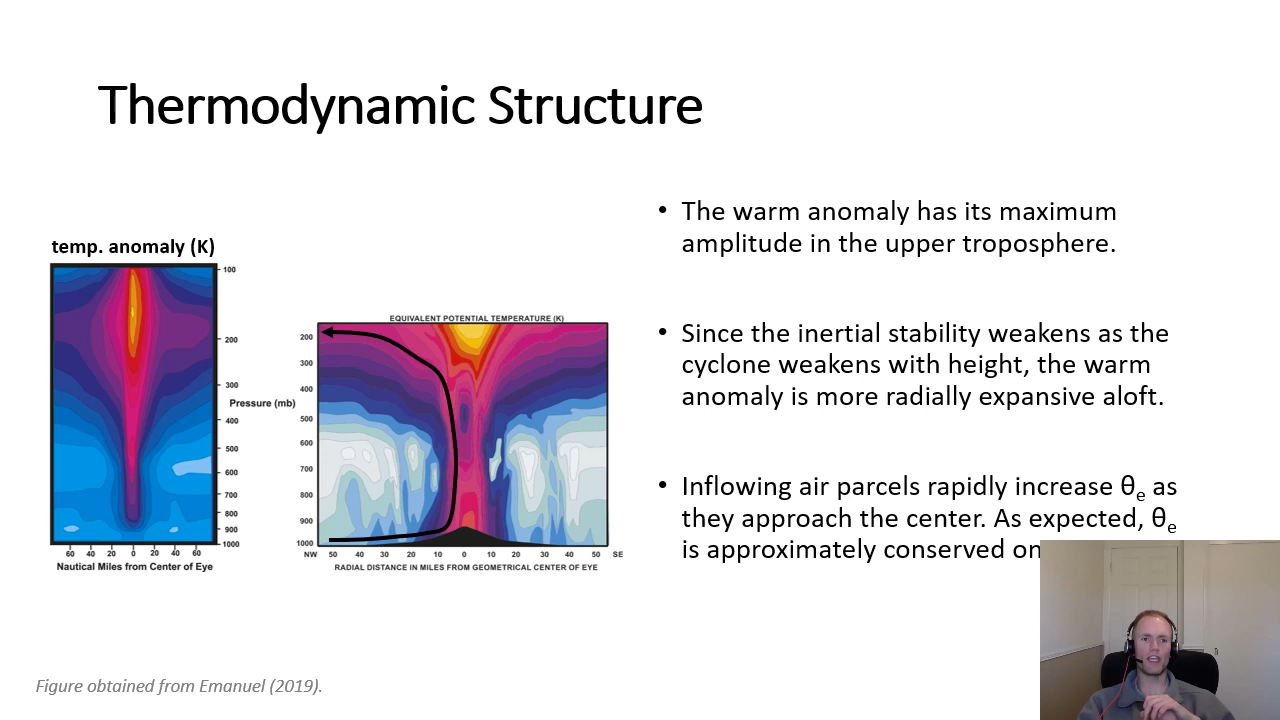 Thermodynamic Structure
temp. anomaly (K)
100
200
300
Pressure (mb)
400
500
600
700
800
900
1000
60 40 20 0 20 40 60
Nautical Miles from Center of Eye
EQUIVALENT POTENTIAL TEMPERATURE (K)
200
300
400
500
600
700
800
900
1000
NW 50 40 30 20 10 0 10 20 30 40 50 SE
RADIAL DISTANCE IN MILES FROM GEOMETRICAL CENTER OF EYE
• The warm anomaly has its maximum
amplitude in the upper troposphere.
• Since the inertial stability weakens as the
cyclone weakens with height, the warm
anomaly is more radially expansive aloft.
• Inflowing air parcels rapidly increase θe as
they approach the center. As expected, θe
is approximately conserved on
Figure obtained from Emanuel (2019).